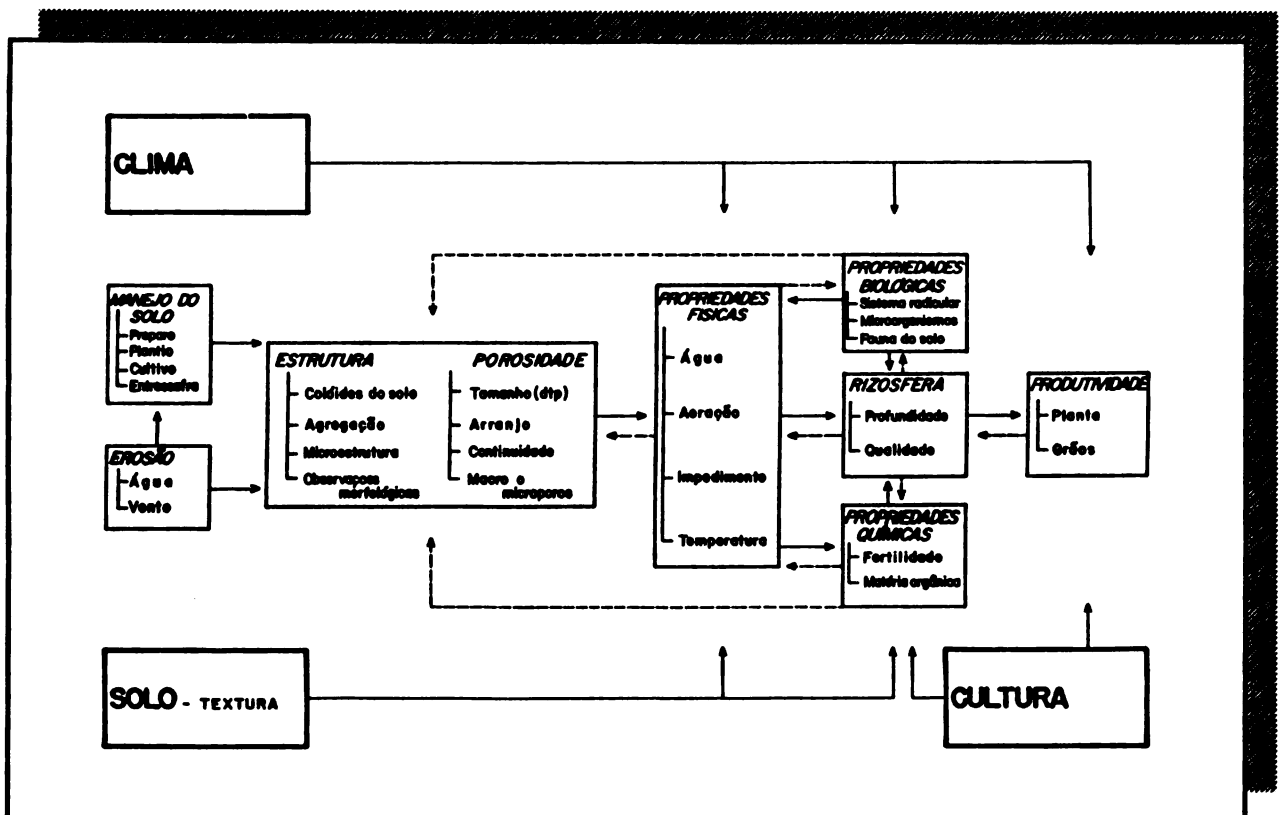 CLIMA
MANEJO DO
SOLO
Preparo
Plantio
Cultivo
Entressafra
EROSÃO
Água
Vento
ESTRUTURA
Colóides do solo
Agregação
Microestrutura
Observaçoes
morfológicas
POROSIDADE
Tamanho (dtp)
Arranjo
Continuidade
Macro e
microporos
PROPRIEDADES
FISICAS
Água
Aeração
Impedimento
Temperatura
PROPRIEDADES
BIOLÓGICAS
Sistema radicular
Microorganismos
Fauna do solo
RIZOSFERA
Profundidade
Qualidade
PROPRIEDADES
QUÍMICAS
Fertilidade
Matéria orgânica
PRODUTIVIDADE
Planta
Grãos
SOLO - TEXTURA
CULTURA